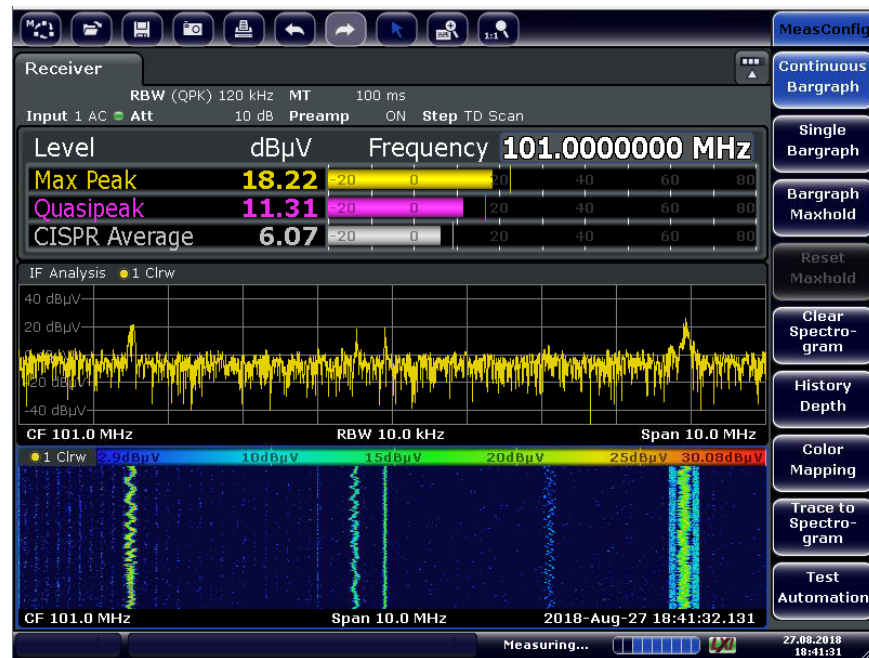 MeasConfig
Receiver
RBW (QPK) 120 kHz MT 100 ms
Input 1 AC Att 10 dB Preamp ON Step TD Scan
Level dBµV Frequency 101.0000000 MHz
Max Peak 18.22 -20 0 20 40 60 80
Quasipeak 11.31 -20 0 20 40 60 80
CISPR Average 6.07 -20 0 20 40 60 80
IF Analysis 1 Clrw
40 dBµV
20 dBµV
-20 dBµV
-40 dBµV
CF 101.0 MHz RBW 10.0 kHz Span 10.0 MHz
1 Clrw 2.9dBµV 10dBµV 15dBµV 20dBµV 25dBµV 30.08dBµV
CF 101.0 MHz Span 10.0 MHz 2018-Aug-27 18:41:32.131
Measuring... LXI
27.08.2018
18:41:31
1:1
Continuous
Bargraph
Single
Bargraph
Bargraph
Maxhold
Reset
Maxhold
Clear
Spectro-
gram
History
Depth
Color
Mapping
Trace to
Spectro-
gram
Test
Automation